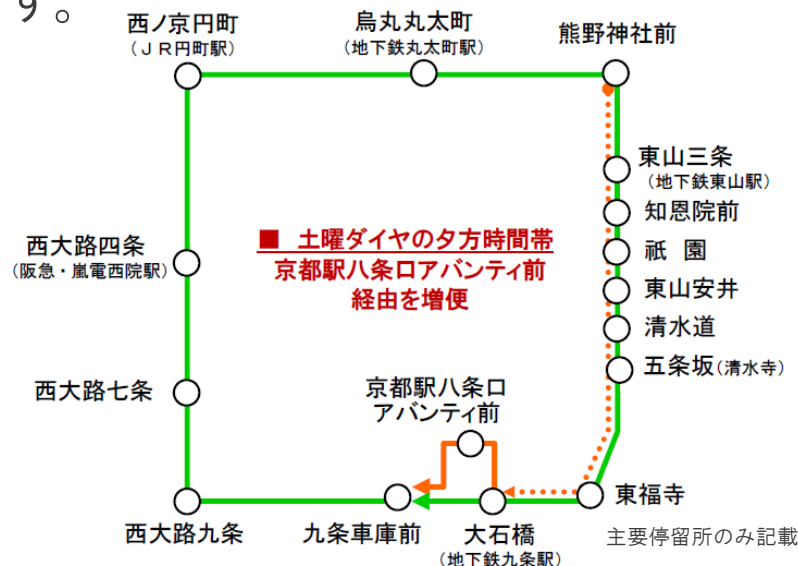 す。
西ノ京円町
（ＪＲ円町駅）
烏丸丸太町
（地下鉄丸太町駅）
熊野神社前
東山三条
（地下鉄東山駅）
知恩院前
祇　園
東山安井
清水道
五条坂（清水寺）
西大路四条
（阪急・嵐電西院駅）
■　土曜ダイヤの夕方時間帯
京都駅八条口アバンティ前
経由を増便
西大路七条
京都駅八条口
アバンティ前
東福寺
西大路九条
九条車庫前
大石橋
（地下鉄九条駅）
主要停留所のみ記載